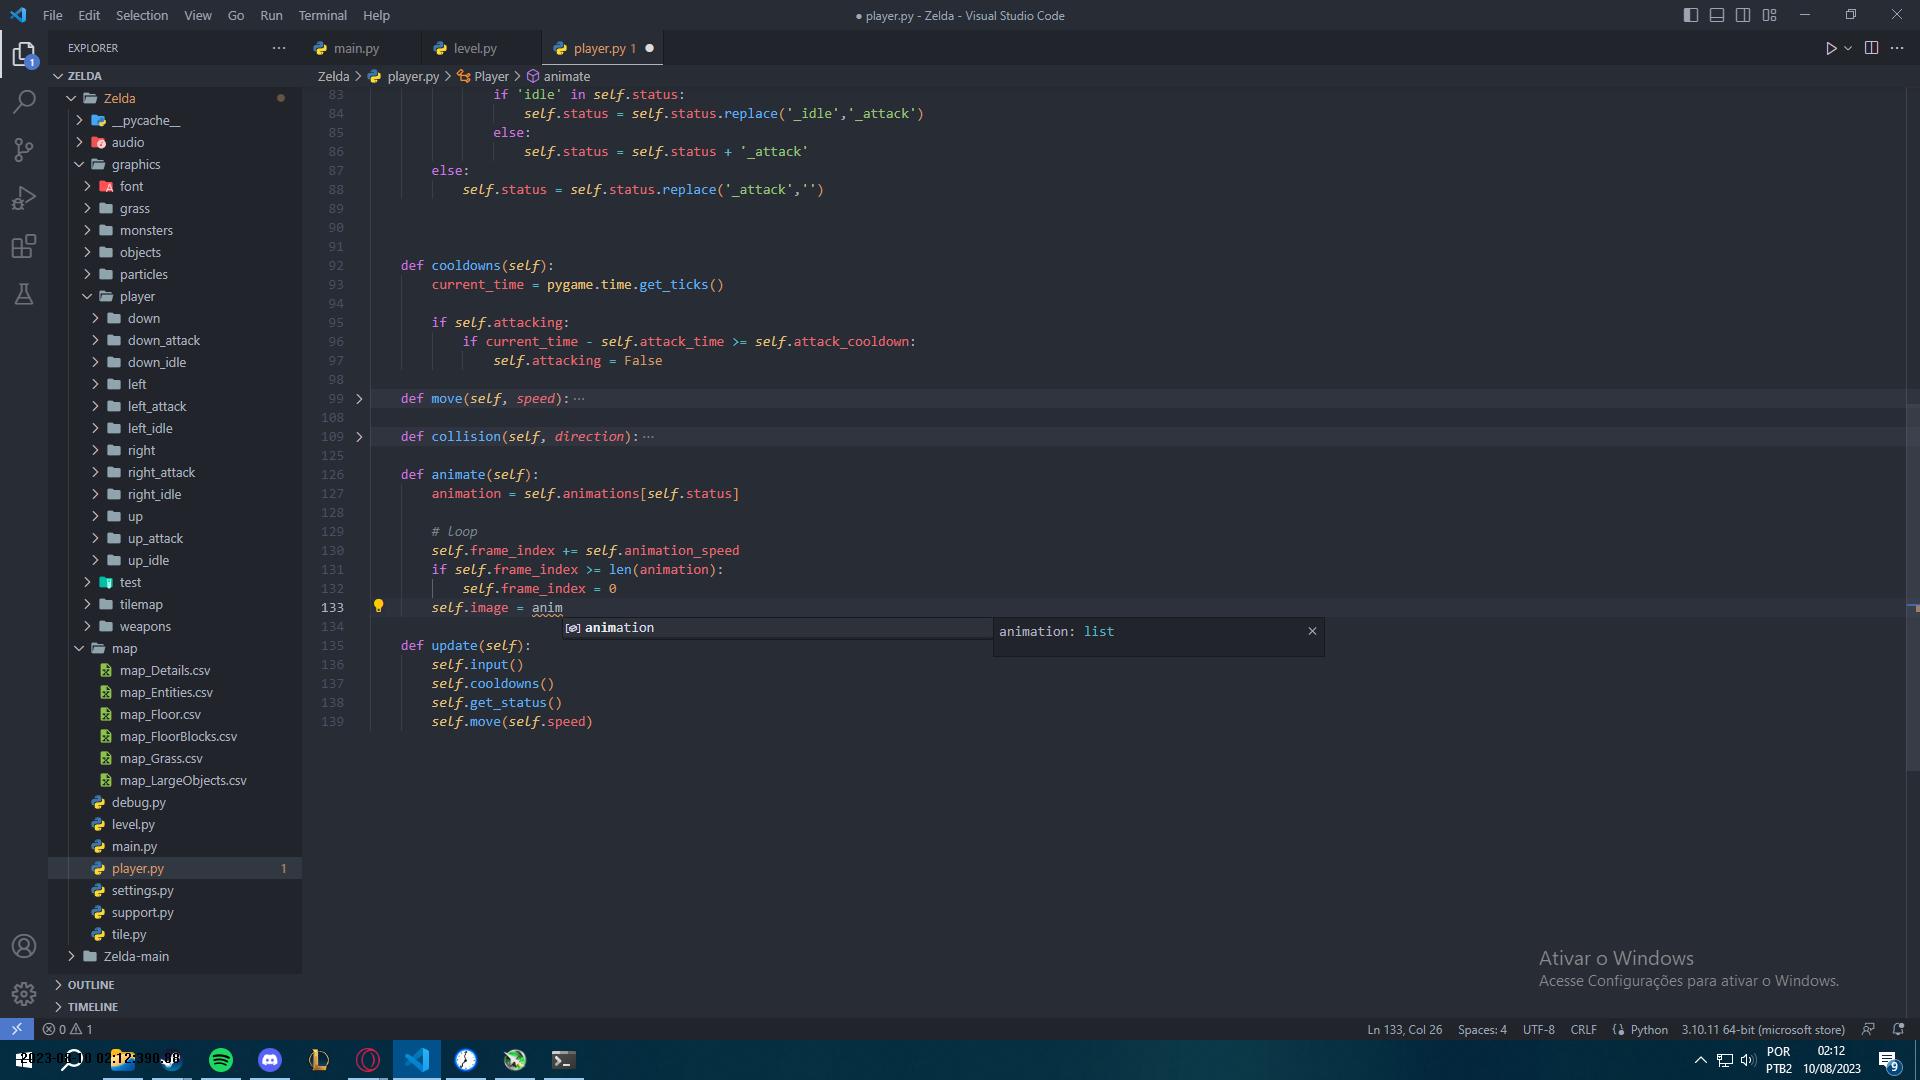 File Edit Selection View Go Run Terminal Help
● player.py - Zelda - Visual Studio Code
EXPLORER
main.py level.py player.py 1
ZELDA
Zelda > player.py > Player > animate
Zelda
__pycache__
audio
graphics
font
grass
monsters
objects
particles
player
down
down_attack
down_idle
left
left_attack
left_idle
right
right_attack
right_idle
up
up_attack
up_idle
test
tilemap
weapons
map
map_Details.csv
map_Entities.csv
map_Floor.csv
map_FloorBlocks.csv
map_Grass.csv
map_LargeObjects.csv
debug.py
level.py
main.py
player.py 1
settings.py
support.py
tile.py
Zelda-main
OUTLINE
TIMELINE
83 if 'idle' in self.status:
84 self.status = self.status.replace('_idle','_attack')
85 else:
86 self.status = self.status + '_attack'
87 else:
88 self.status = self.status.replace('_attack','')
89
90
91
92 def cooldowns(self):
93 current_time = pygame.time.get_ticks()
94
95 if self.attacking:
96 if current_time - self.attack_time >= self.attack_cooldown:
97 self.attacking = False
98
99 def move(self, speed): ···
108
109 def collision(self, direction): ···
125
126 def animate(self):
127 animation = self.animations[self.status]
128
129 # loop
130 self.frame_index += self.animation_speed
131 if self.frame_index >= len(animation):
132 self.frame_index = 0
133 self.image = anim
134
animation
animation: list
135 def update(self):
136 self.input()
137 self.cooldowns()
138 self.get_status()
139 self.move(self.speed)
Ativar o Windows
Acesse Configurações para ativar o Windows.
0 1
Ln 133, Col 26 Spaces: 4 UTF-8 CRLF Python 3.10.11 64-bit (microsoft store)
POR
PTB2
02:12
10/08/2023
9